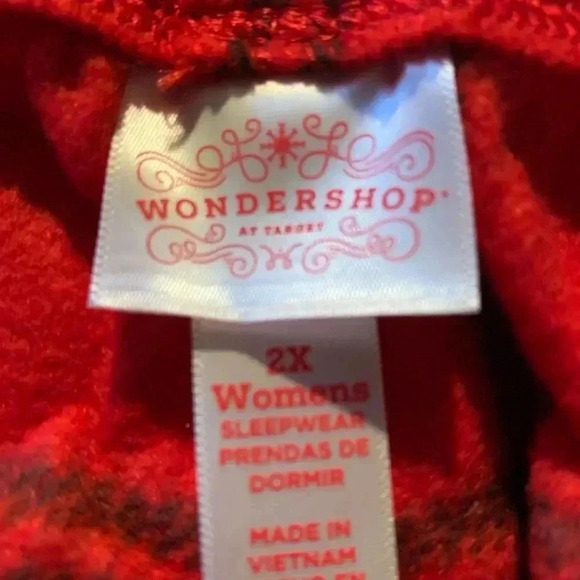 WONDERSHOP
AT TARGET
2X
Womens
SLEEPWEAR
PRENDAS DE
DORMIR
MADE IN
VIETNAM